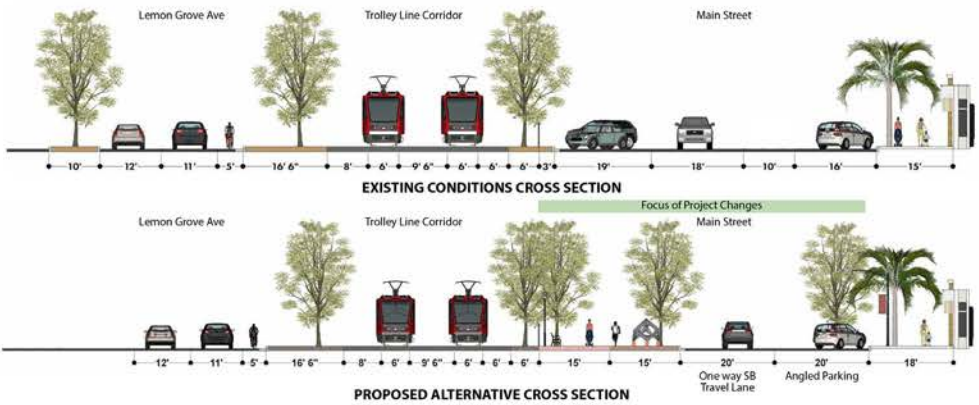 Lemon Grove Ave Trolley Line Corridor Main Street
10' 12' 11' 5' 16' 6" 8' 6' 9' 6" 6' 6' 6' 3' 19' 18' 10' 16' 15'
EXISTING CONDITIONS CROSS SECTION
Focus of Project Changes
Lemon Grove Ave Trolley Line Corridor Main Street
12' 11' 5' 16' 6" 8' 6' 9' 6" 6' 6' 6' 15' 15' 20' 20' 18'
One way SB Angled Parking
Travel Lane
PROPOSED ALTERNATIVE CROSS SECTION